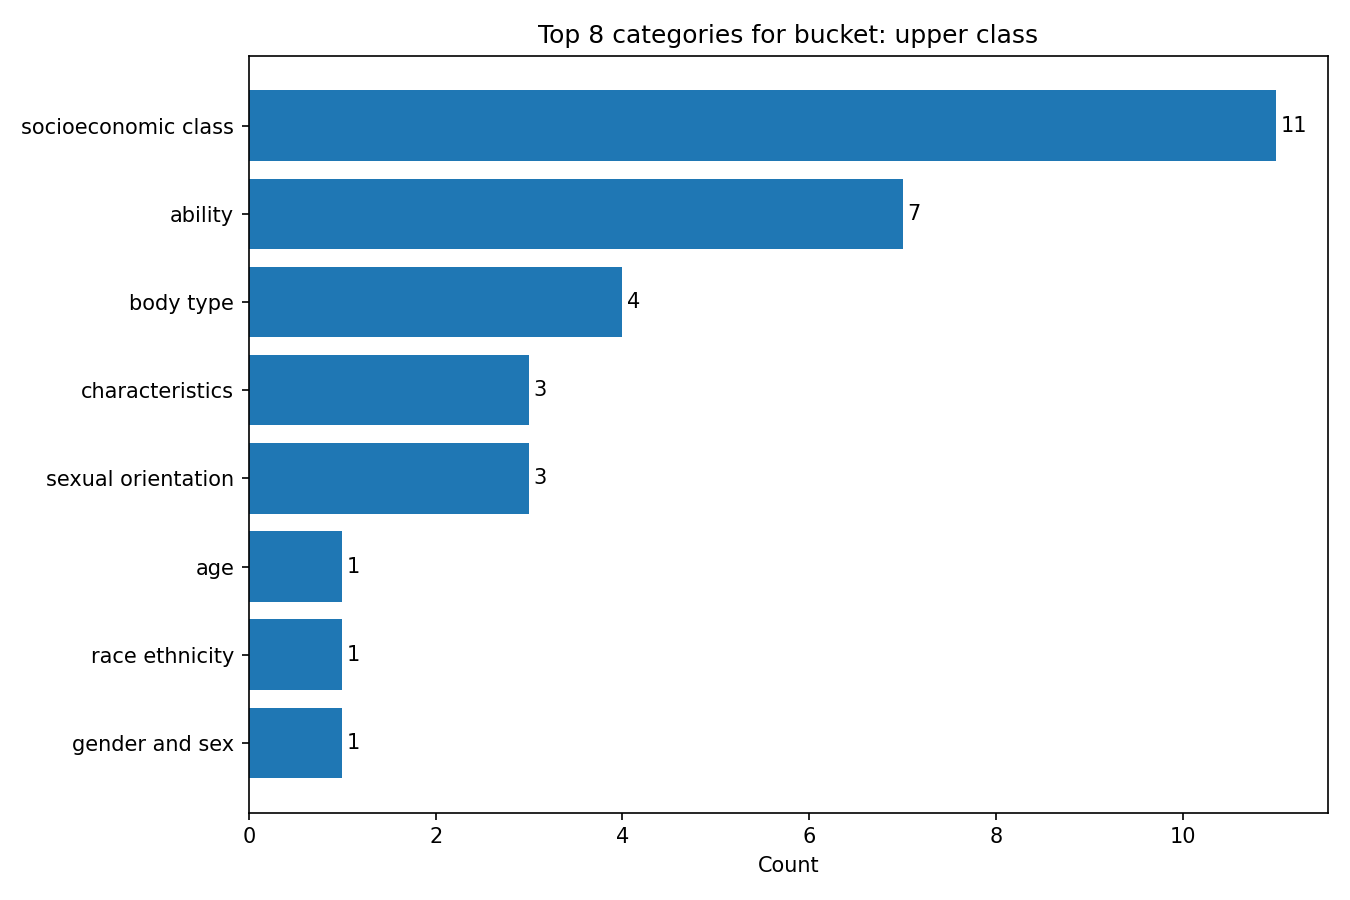 Top 8 categories for bucket: upper class
socioeconomic class 11
ability 7
body type 4
characteristics 3
sexual orientation 3
age 1
race ethnicity 1
gender and sex 1
0 2 4 6 8 10
Count